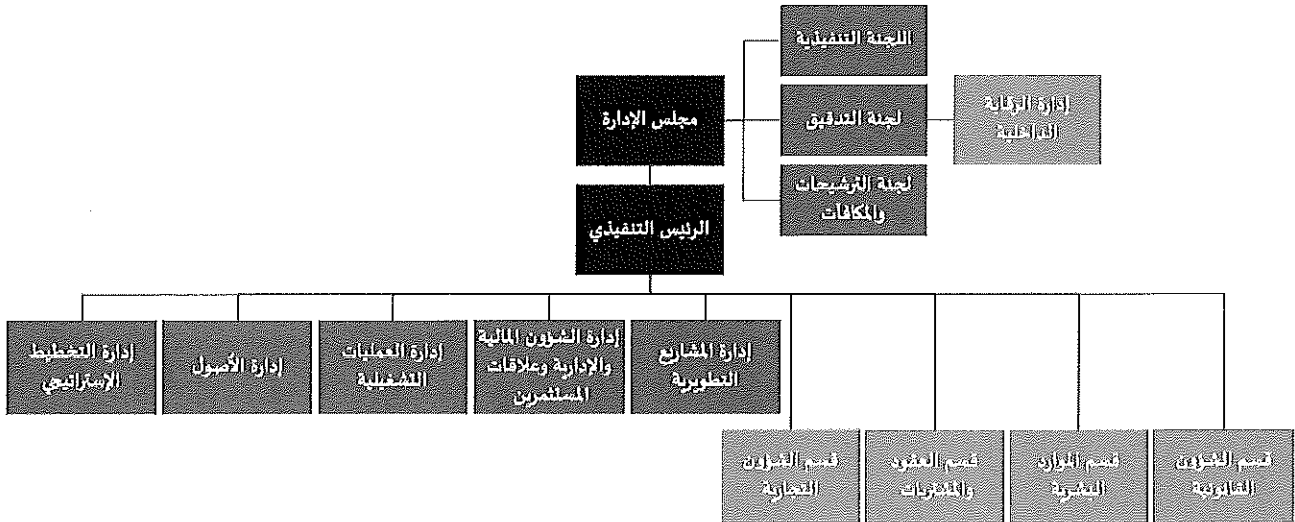 اللجنة التنفيذية
مجلس الإدارة
لجنة التدقيق
إدارة الرقابة
الداخلية
لجنة الترشيحات
والمكافآت
الرئيس التنفيذي
إدارة المشاريع
التطويرية
إدارة الشؤون المالية
والإدارية وعلاقات
المستثمرين
إدارة العمليات
التشغيلية
إدارة الأصول
إدارة التخطيط
الإستراتيجي
قسم الشؤون
القانونية
قسم الموارد
البشرية
قسم العقود
والمشتريات
قسم الشؤون
التجارية